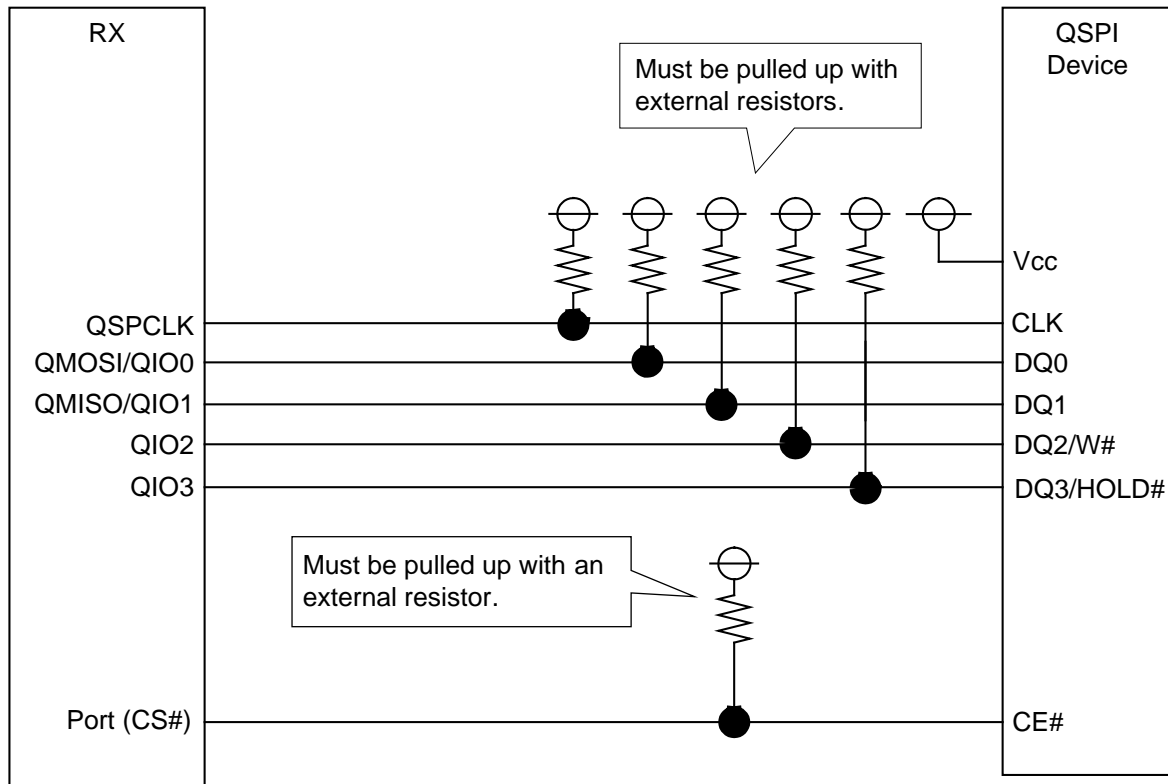 RX
QSPI
Device
Must be pulled up with
external resistors.
Vcc
QSPCLK
CLK
QMOSI/QIO0
DQ0
QMISO/QIO1
DQ1
QIO2
DQ2/W#
QIO3
DQ3/HOLD#
Must be pulled up with an
external resistor.
Port (CS#)
CE#